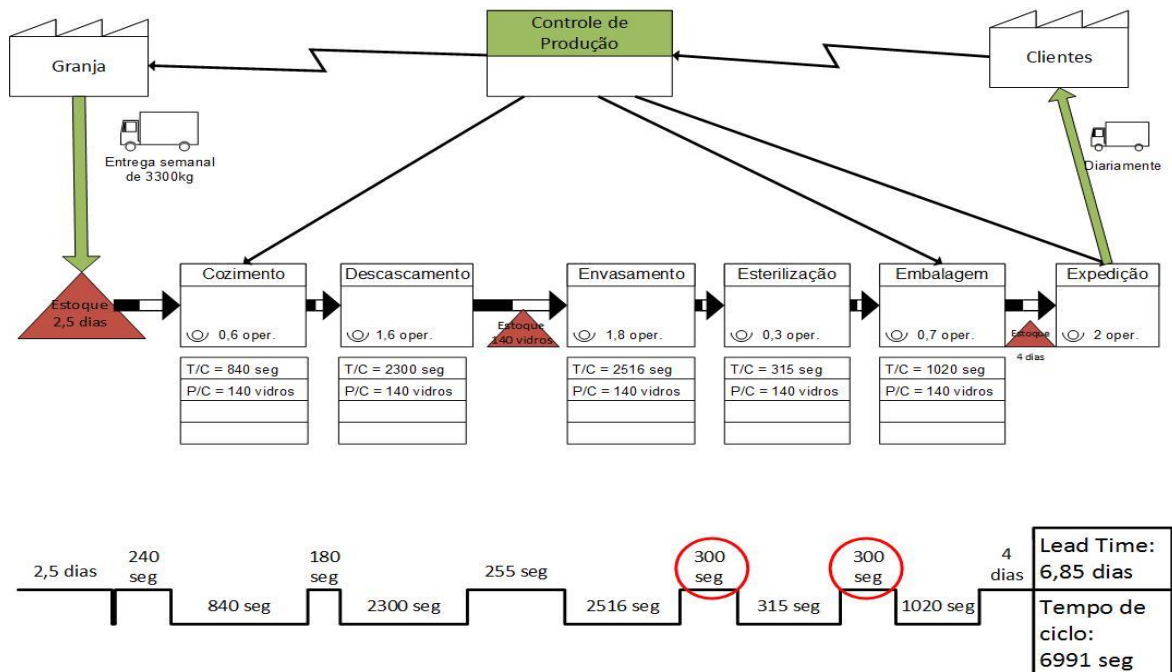 Controle de
Produção
Granja
Clientes
Entrega semanal
de 3300kg
Diariamente
Estoque
2,5 dias
Cozimento
0,6 oper.
T/C = 840 seg
P/C = 140 vidros
Descascamento
1,6 oper.
T/C = 2300 seg
P/C = 140 vidros
Estoque
140 vidros
Envasamento
1,8 oper.
T/C = 2516 seg
P/C = 140 vidros
Esterilização
0,3 oper.
T/C = 315 seg
P/C = 140 vidros
Embalagem
0,7 oper.
T/C = 1020 seg
P/C = 140 vidros
Estoque
4 dias
Expedição
2 oper.
2,5 dias
240
seg
840 seg
180
seg
2300 seg
255 seg
2516 seg
300
seg
315 seg
300
seg
1020 seg
4
dias
Lead Time:
6,85 dias
Tempo de
ciclo:
6991 seg